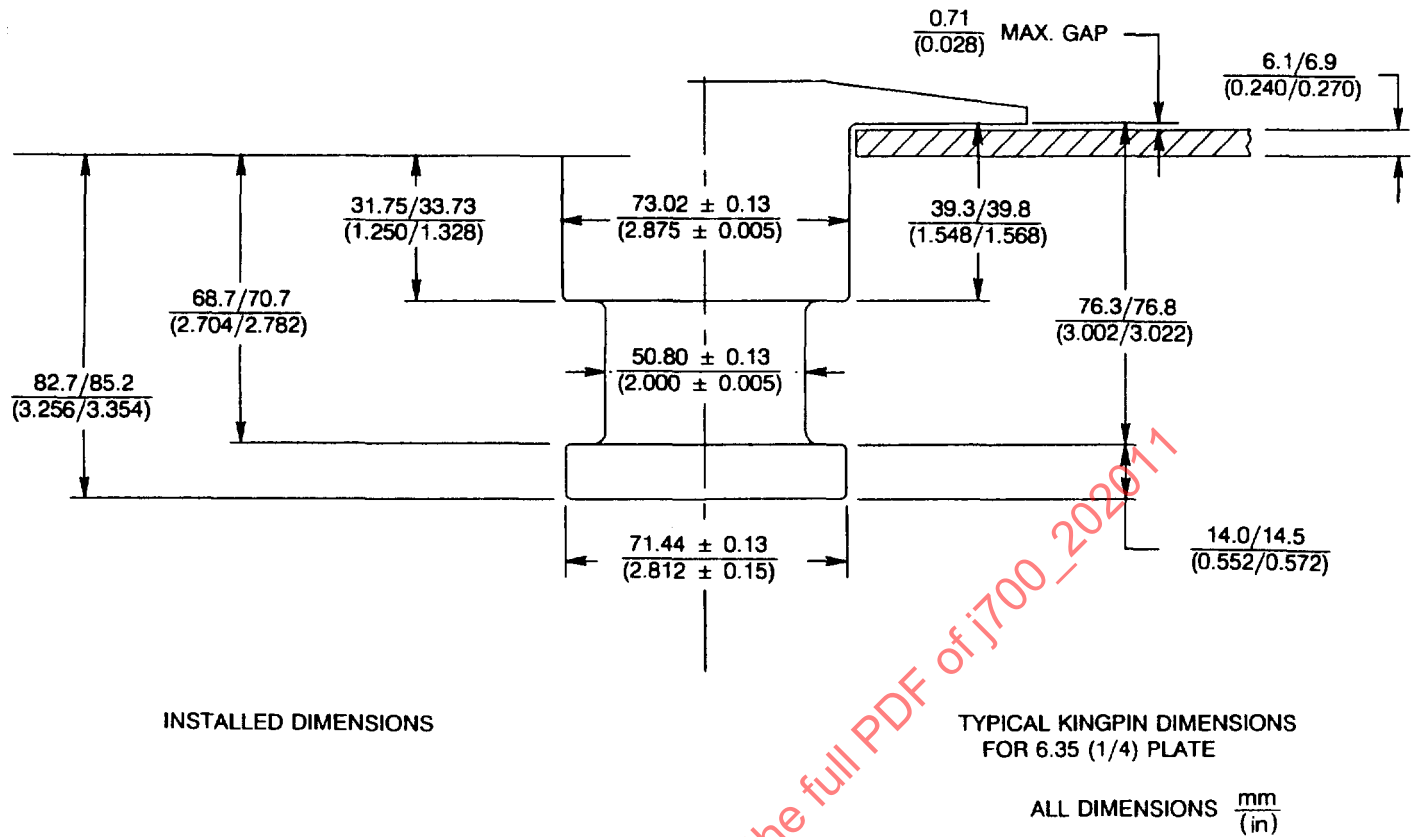 0.71
(0.028)
MAX. GAP
6.1/6.9
(0.240/0.270)
31.75/33.73
(1.250/1.328)
73.02 ± 0.13
(2.875 ± 0.005)
39.3/39.8
(1.548/1.568)
68.7/70.7
(2.704/2.782)
76.3/76.8
(3.002/3.022)
50.80 ± 0.13
(2.000 ± 0.005)
82.7/85.2
(3.256/3.354)
14.0/14.5
(0.552/0.572)
71.44 ± 0.13
(2.812 ± 0.15)
he full PDF of j700_202011
INSTALLED DIMENSIONS
TYPICAL KINGPIN DIMENSIONS
FOR 6.35 (1/4) PLATE
ALL DIMENSIONS mm
(in)